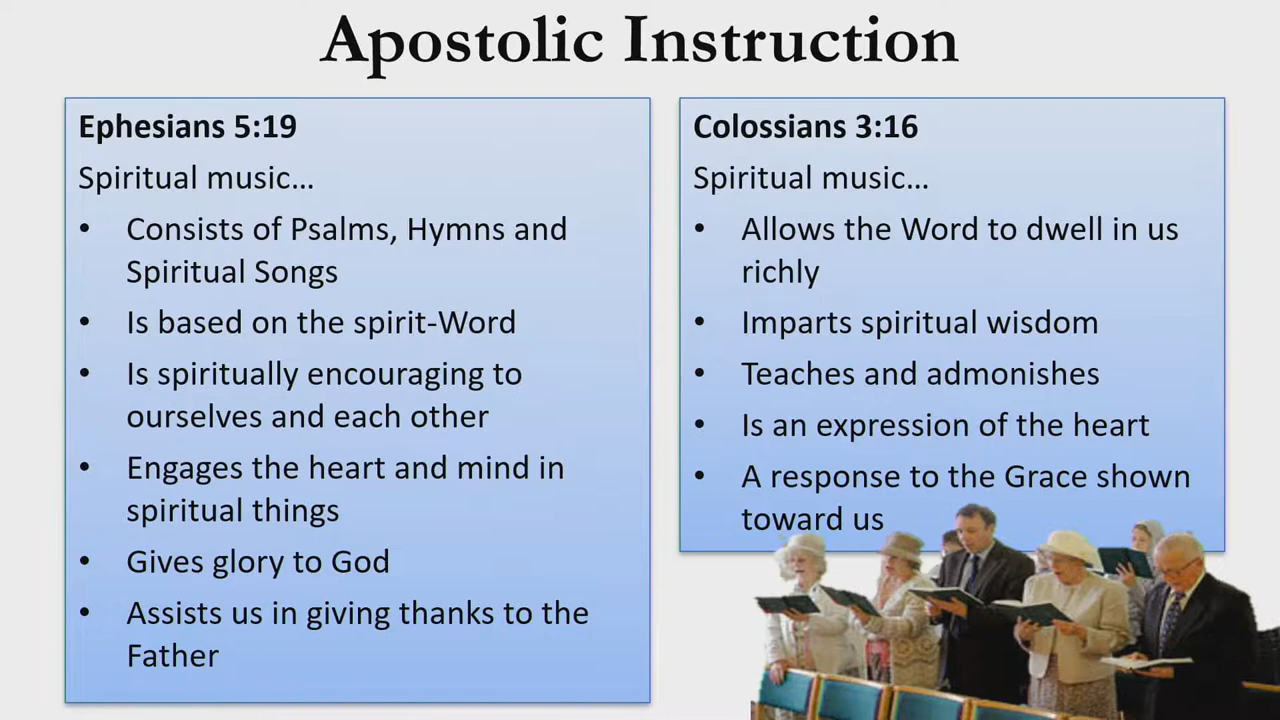 Apostolic Instruction
Ephesians 5:19
Spiritual music…
• Consists of Psalms, Hymns and
Spiritual Songs
• Is based on the spirit-Word
• Is spiritually encouraging to
ourselves and each other
• Engages the heart and mind in
spiritual things
• Gives glory to God
• Assists us in giving thanks to the
Father
Colossians 3:16
Spiritual music…
• Allows the Word to dwell in us
richly
• Imparts spiritual wisdom
• Teaches and admonishes
• Is an expression of the heart
• A response to the Grace shown
toward us